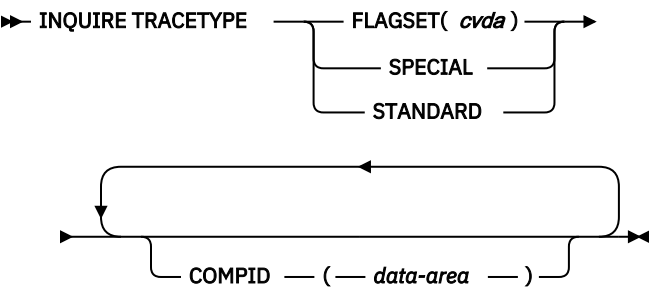 INQUIRE TRACETYPE FLAGSET( cvda )
SPECIAL
STANDARD
COMPID ( data-area )